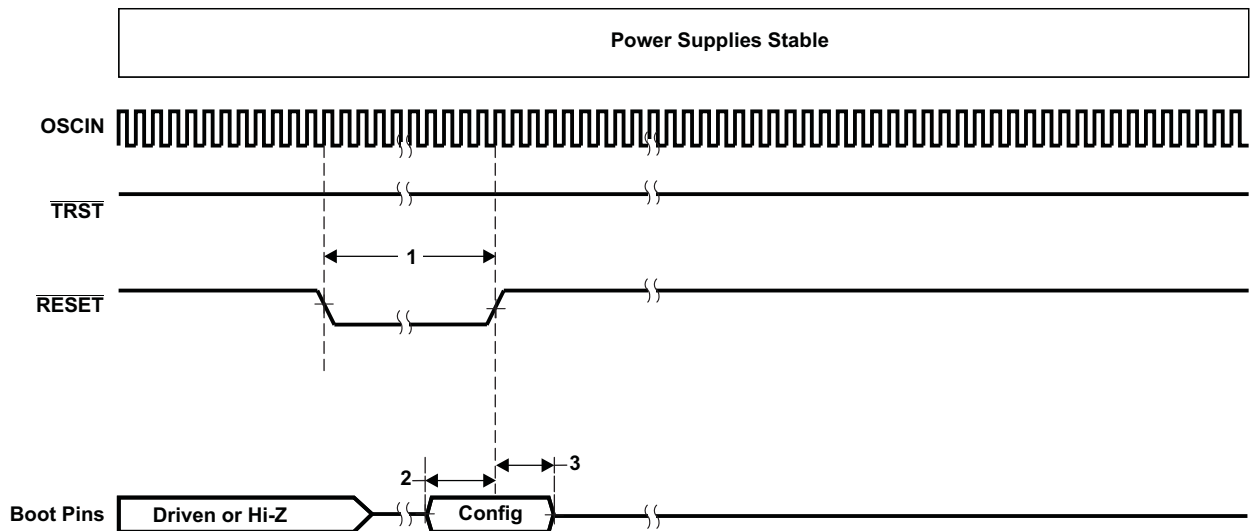 Power Supplies Stable
OSCIN
TRST
1
RESET
2
3
Boot Pins
Driven or Hi-Z
Config